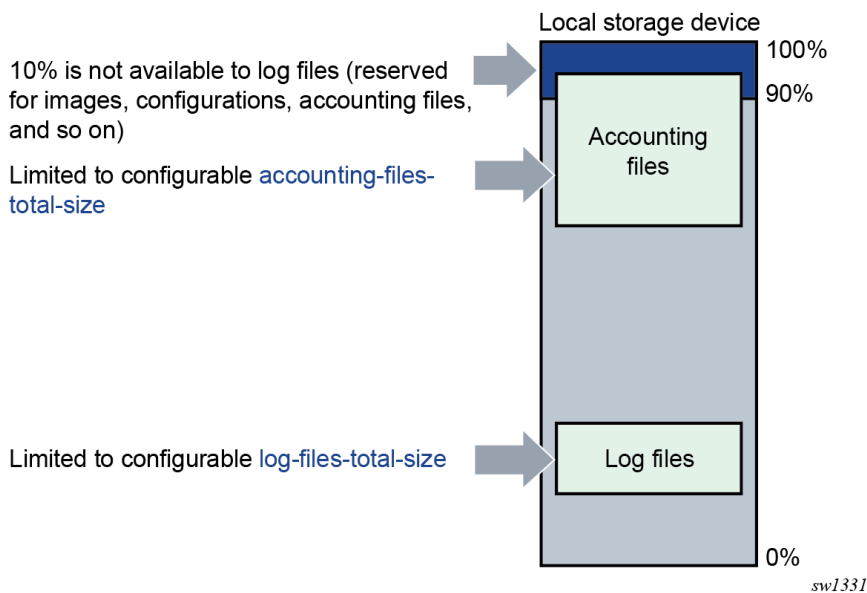 Local storage device
100%
10% is not available to log files (reserved
for images, configurations, accounting files,
and so on)
90%
Accounting
files
Limited to configurable accounting-files-
total-size
Limited to configurable log-files-total-size
Log files
0%
sw1331